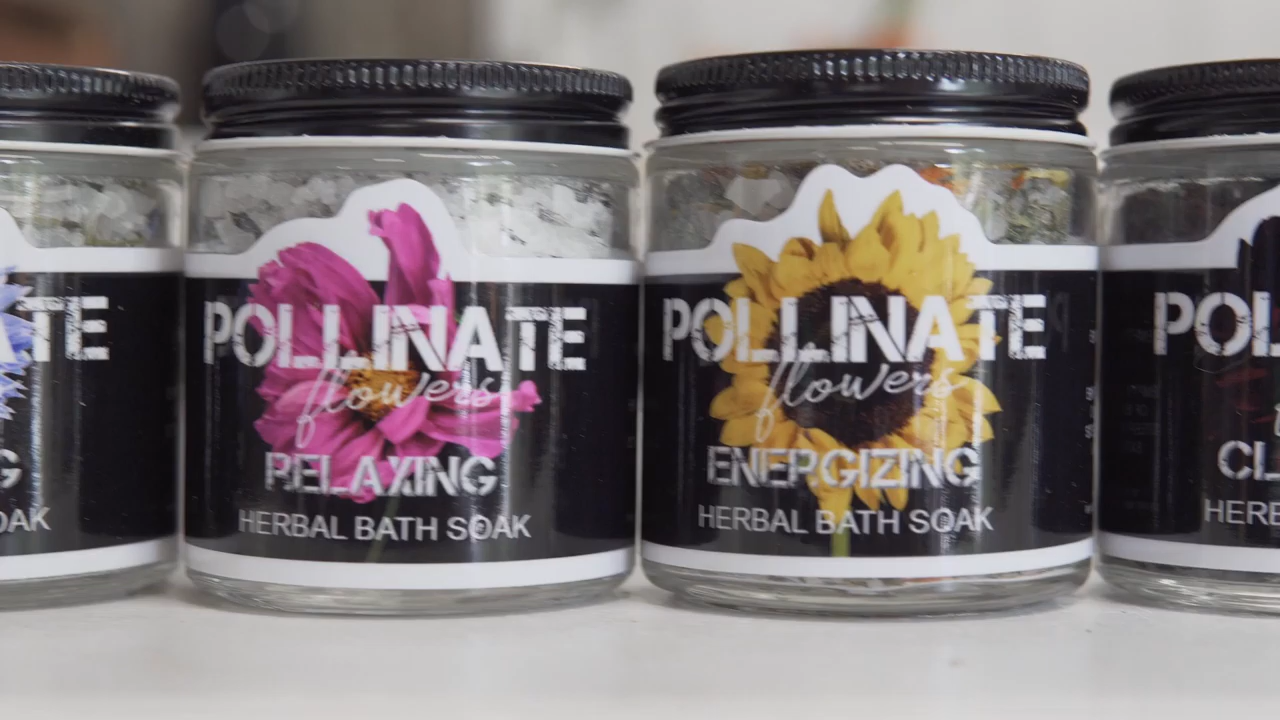 POLLINATE
flowers
RELAXING
HERBAL BATH SOAK
POLLINATE
flowers
ENERGIZING
HERBAL BATH SOAK